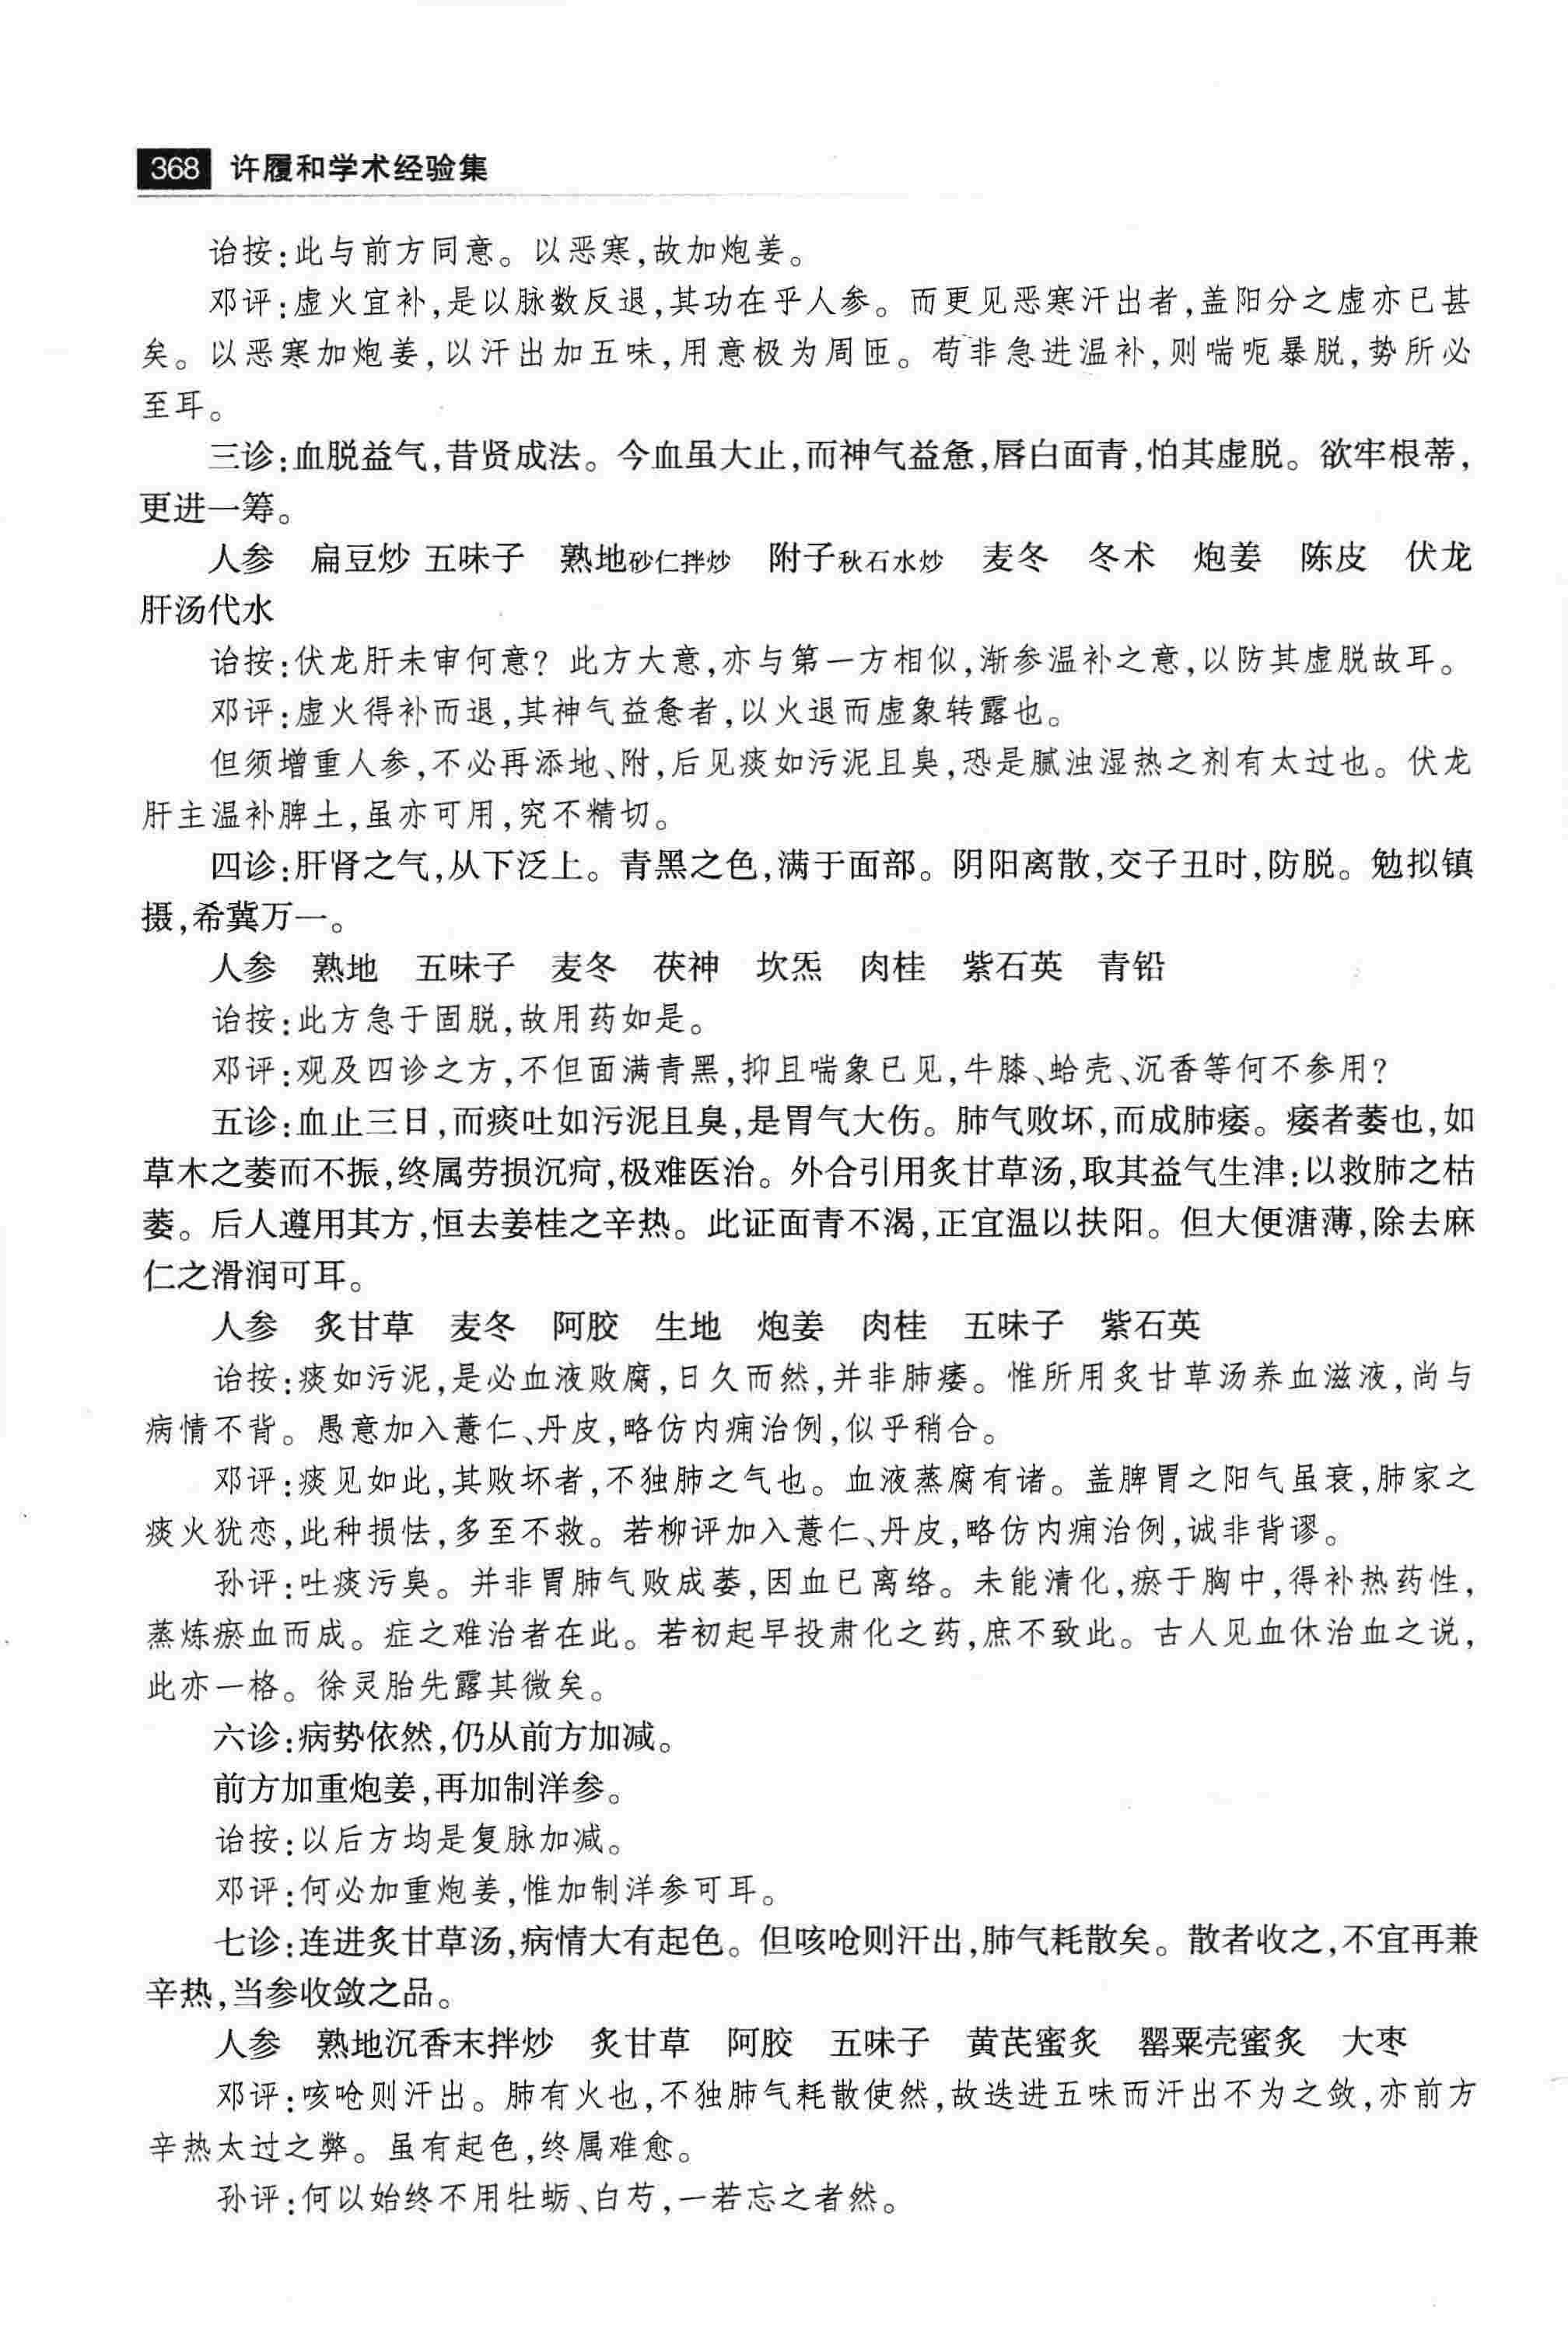 368 许履和学术经验集
诒按:此与前方同意。以恶寒,故加炮姜。
邓评:虚火宜补,是以脉数反退,其功在乎人参。而更见恶寒汗出者,盖阳分之虚亦已甚
矣。以恶寒加炮姜,以汗出加五味,用意极为周匝。苟非急进温补,则喘呃暴脱,势所必
至耳。
三诊:血脱益气,昔贤成法。今血虽大止,而神气益惫,唇白面青,怕其虚脱。欲牢根蒂,
更进一筹。
人参 扁豆炒 五味子 熟地砂仁拌炒 附子秋石水炒 麦冬 冬术 炮姜 陈皮 伏龙
肝汤代水
诒按:伏龙肝未审何意?此方大意,亦与第一方相似,渐参温补之意,以防其虚脱故耳。
邓评:虚火得补而退,其神气益惫者,以火退而虚象转露也。
但须增重人参,不必再添地、附,后见痰如污泥且臭,恐是腻浊湿热之剂有太过也。伏龙
肝主温补脾土,虽亦可用,究不精切。
四诊:肝肾之气,从下泛上。青黑之色,满于面部。阴阳离散,交子丑时,防脱。勉拟镇
摄,希冀万一。
人参 熟地 五味子 麦冬 茯神 坎炁 肉桂 紫石英 青铅
诒按:此方急于固脱,故用药如是。
邓评:观及四诊之方,不但面满青黑,抑且喘象已见,牛膝、蛤壳、沉香等何不参用?
五诊:血止三日,而痰吐如污泥且臭,是胃气大伤。肺气败坏,而成肺痿。痿者萎也,如
草木之萎而不振,终属劳损沉疴,极难医治。外合引用炙甘草汤,取其益气生津:以救肺之枯
萎。后人遵用其方,恒去姜桂之辛热。此证面青不渴,正宜温以扶阳。但大便溏薄,除去麻
仁之滑润可耳。
人参 炙甘草 麦冬 阿胶 生地 炮姜 肉桂 五味子 紫石英
诒按:痰如污泥,是必血液败腐,日久而然,并非肺痿。惟所用炙甘草汤养血滋液,尚与
病情不背。愚意加入薏仁、丹皮,略仿内痈治例,似乎稍合。
邓评:痰见如此,其败坏者,不独肺之气也。血液蒸腐有诸。盖脾胃之阳气虽衰,肺家之
痰火犹恋,此种损怯,多至不救。若柳评加入薏仁、丹皮,略仿内痈治例,诚非背谬。
孙评:吐痰污臭。并非胃肺气败成萎,因血已离络。未能清化,瘀于胸中,得补热药性,
蒸炼瘀血而成。症之难治者在此。若初起早投肃化之药,庶不致此。古人见血休治血之说,
此亦一格。徐灵胎先露其微矣。
六诊:病势依然,仍从前方加减。
前方加重炮姜,再加制洋参。
诒按:以后方均是复脉加减。
邓评:何必加重炮姜,惟加制洋参可耳。
七诊:连进炙甘草汤,病情大有起色。但咳呛则汗出,肺气耗散矣。散者收之,不宜再兼
辛热,当参收敛之品。
人参 熟地沉香末拌炒 炙甘草 阿胶 五味子 黄芪蜜炙 罂粟壳蜜炙 大枣
邓评:咳呛则汗出。肺有火也,不独肺气耗散使然,故迭进五味而汗出不为之敛,亦前方
辛热太过之弊。虽有起色,终属难愈。
孙评:何以始终不用牡蛎、白芍,一若忘之者然。